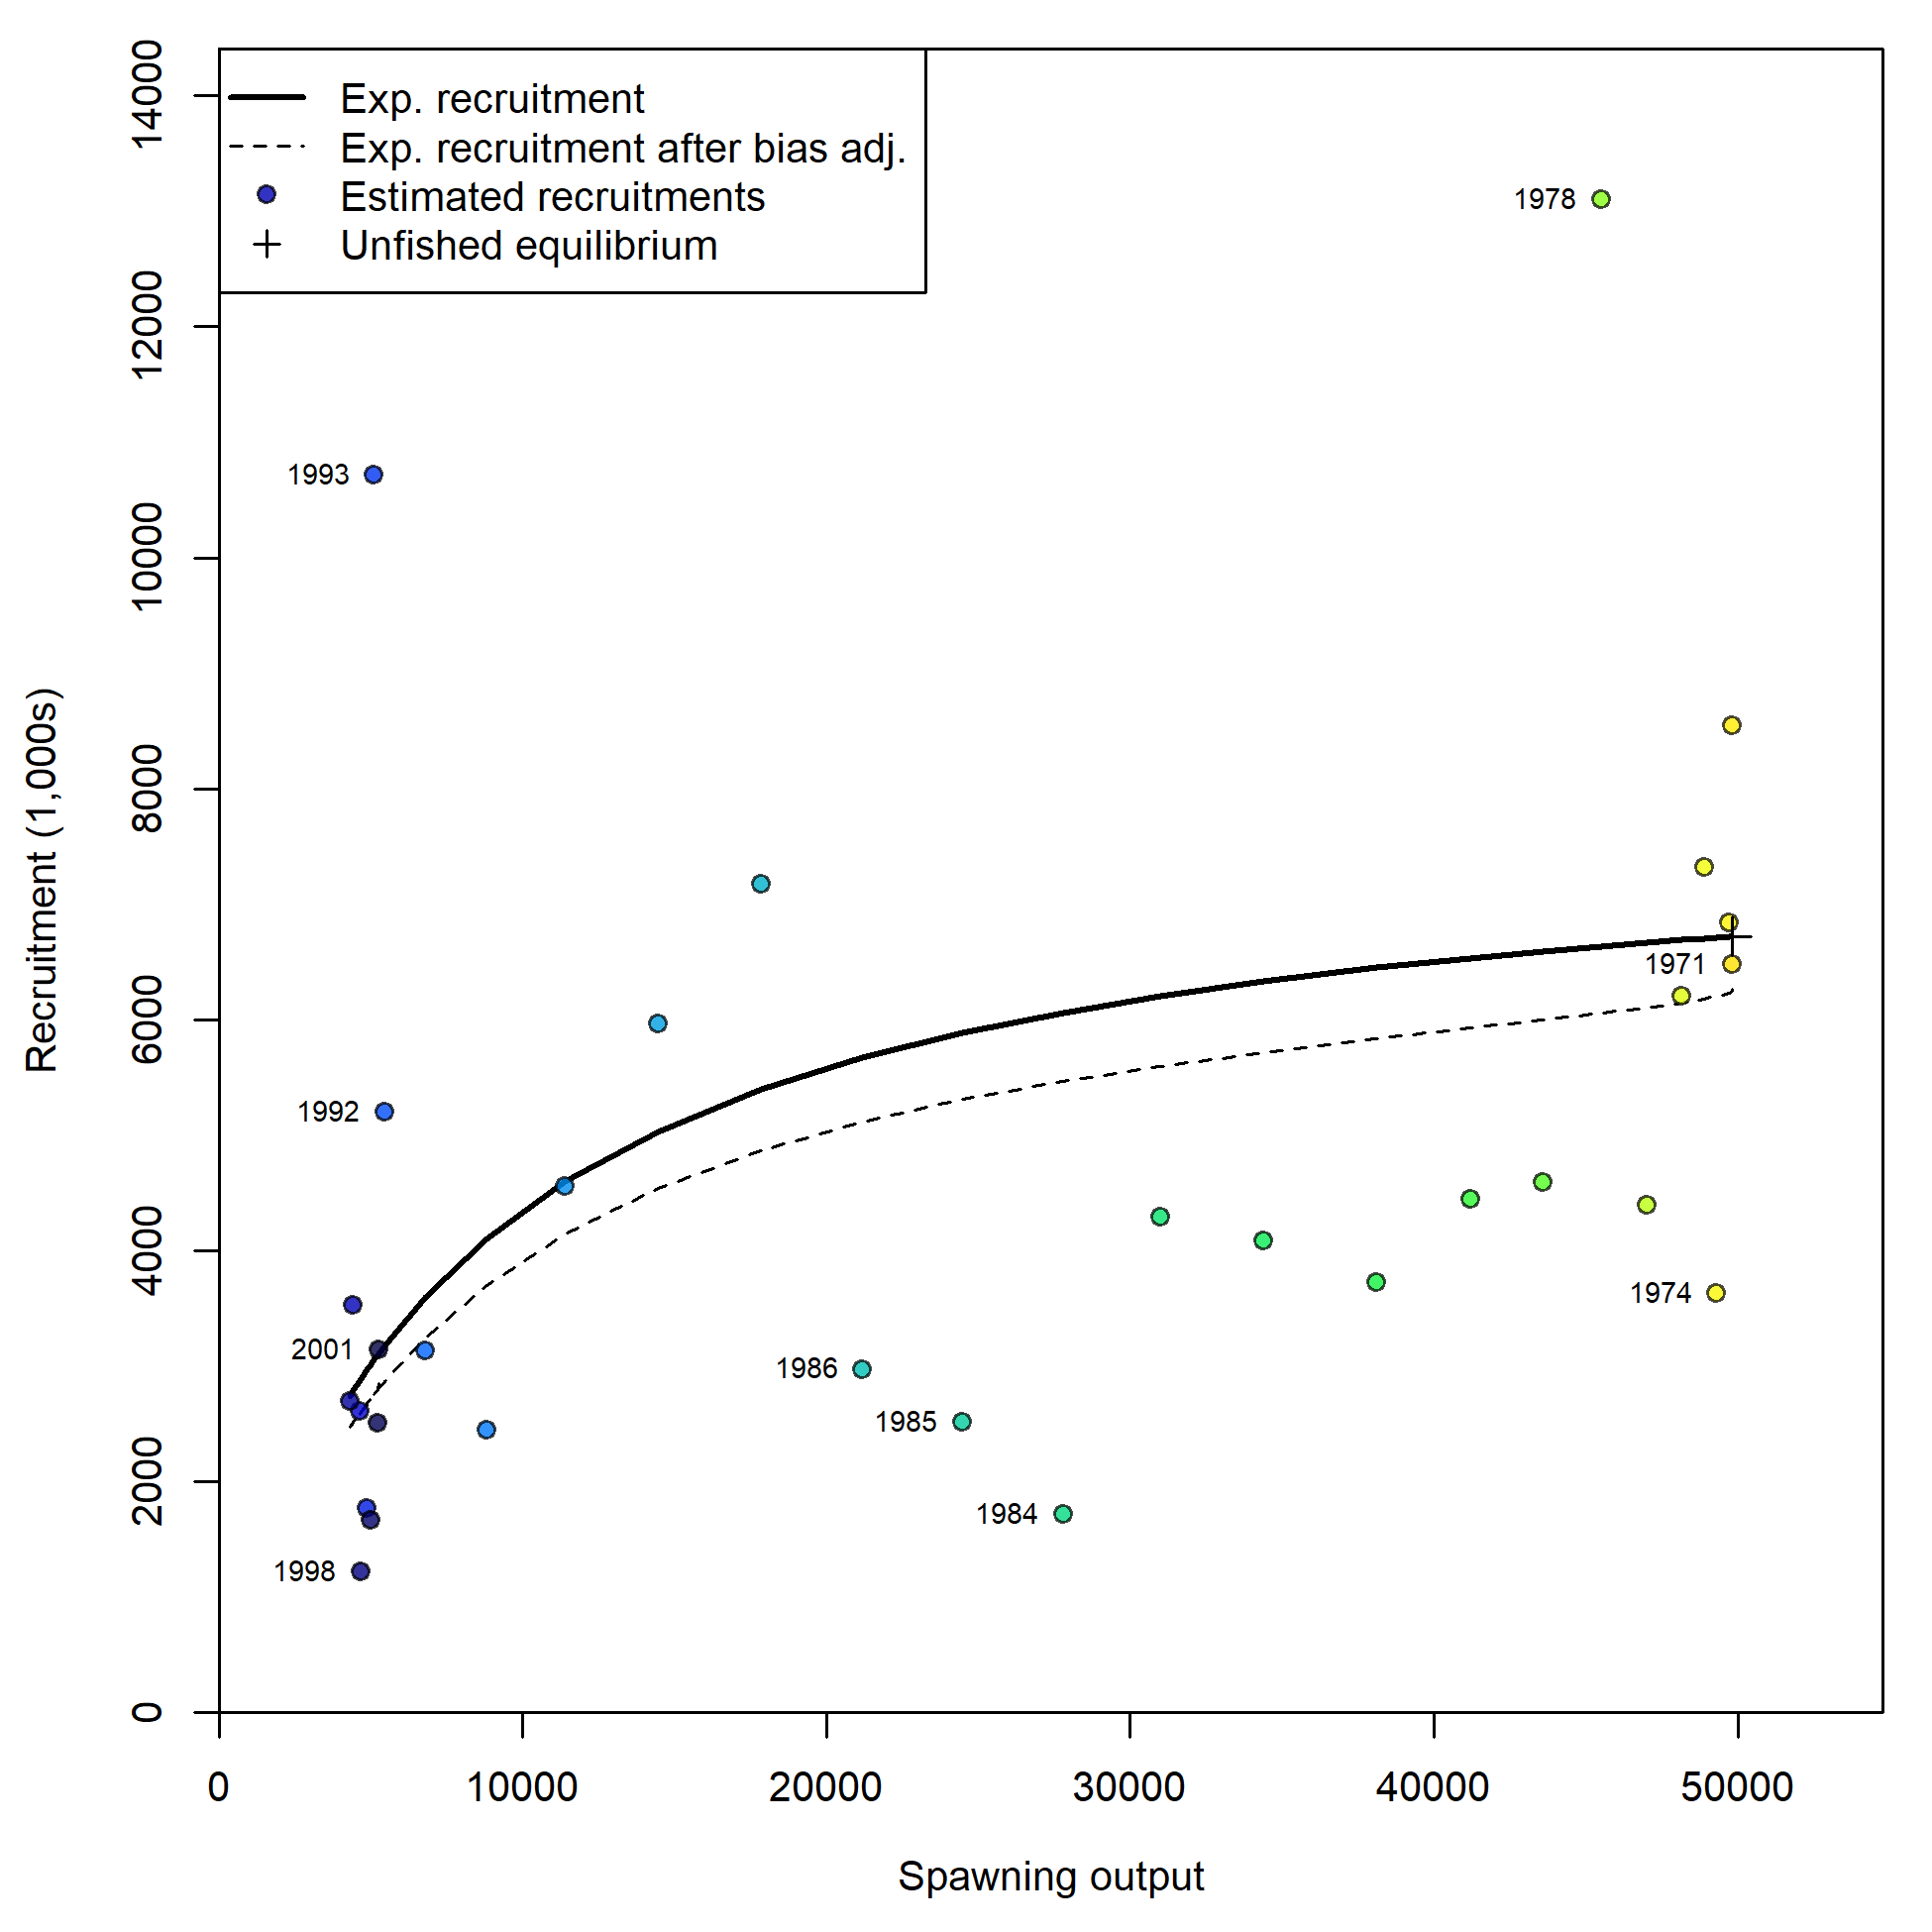 Exp. recruitment
Exp. recruitment after bias adj.
Estimated recruitments
Unfished equilibrium
14000
12000
10000
8000
6000
4000
2000
0
Recruitment (1,000s)
1978
1993
1971
1992
1974
2001
1986
1985
1984
1998
0 10000 20000 30000 40000 50000
Spawning output